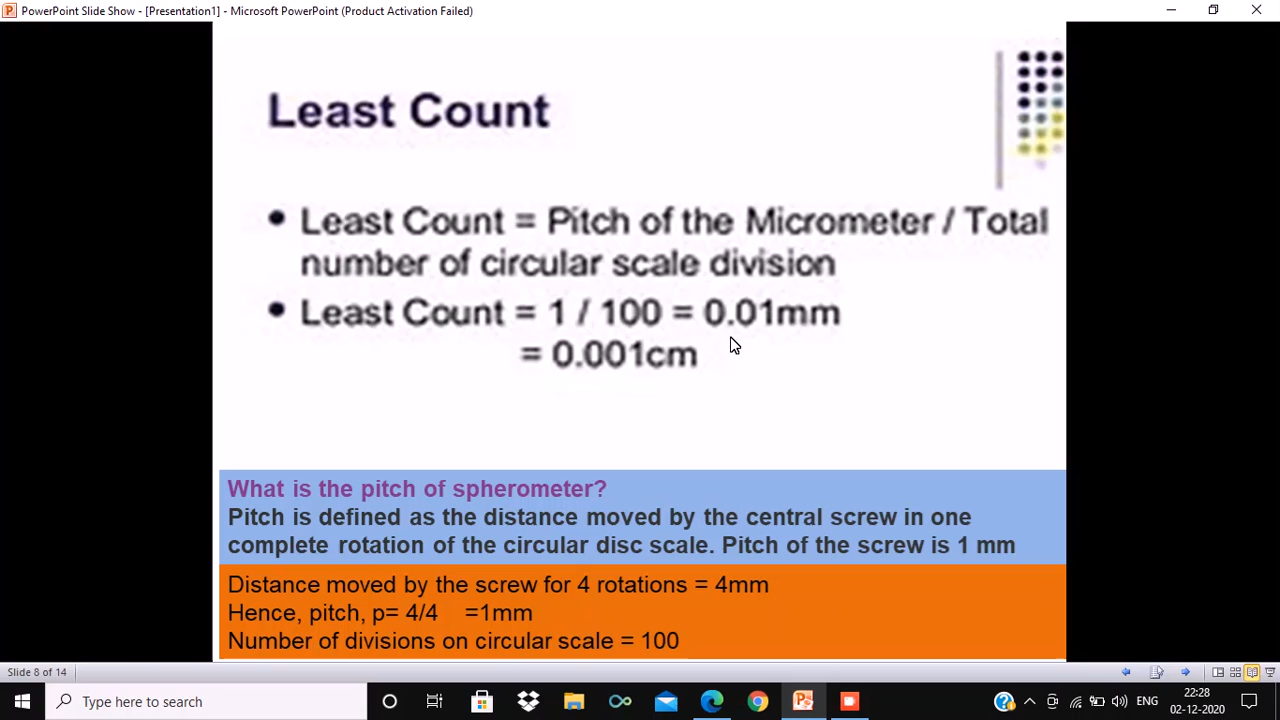 PowerPoint Slide Show - [Presentation1] - Microsoft PowerPoint (Product Activation Failed)
Least Count
• Least Count = Pitch of the Micrometer / Total
number of circular scale division
• Least Count = 1 / 100 = 0.01mm
= 0.001cm
What is the pitch of spherometer?
Pitch is defined as the distance moved by the central screw in one
complete rotation of the circular disc scale. Pitch of the screw is 1 mm
Distance moved by the screw for 4 rotations = 4mm
Hence, pitch, p= 4/4 =1mm
Number of divisions on circular scale = 100
Slide 8 of 14
Type here to search
ENG
22:28
02-12-2020